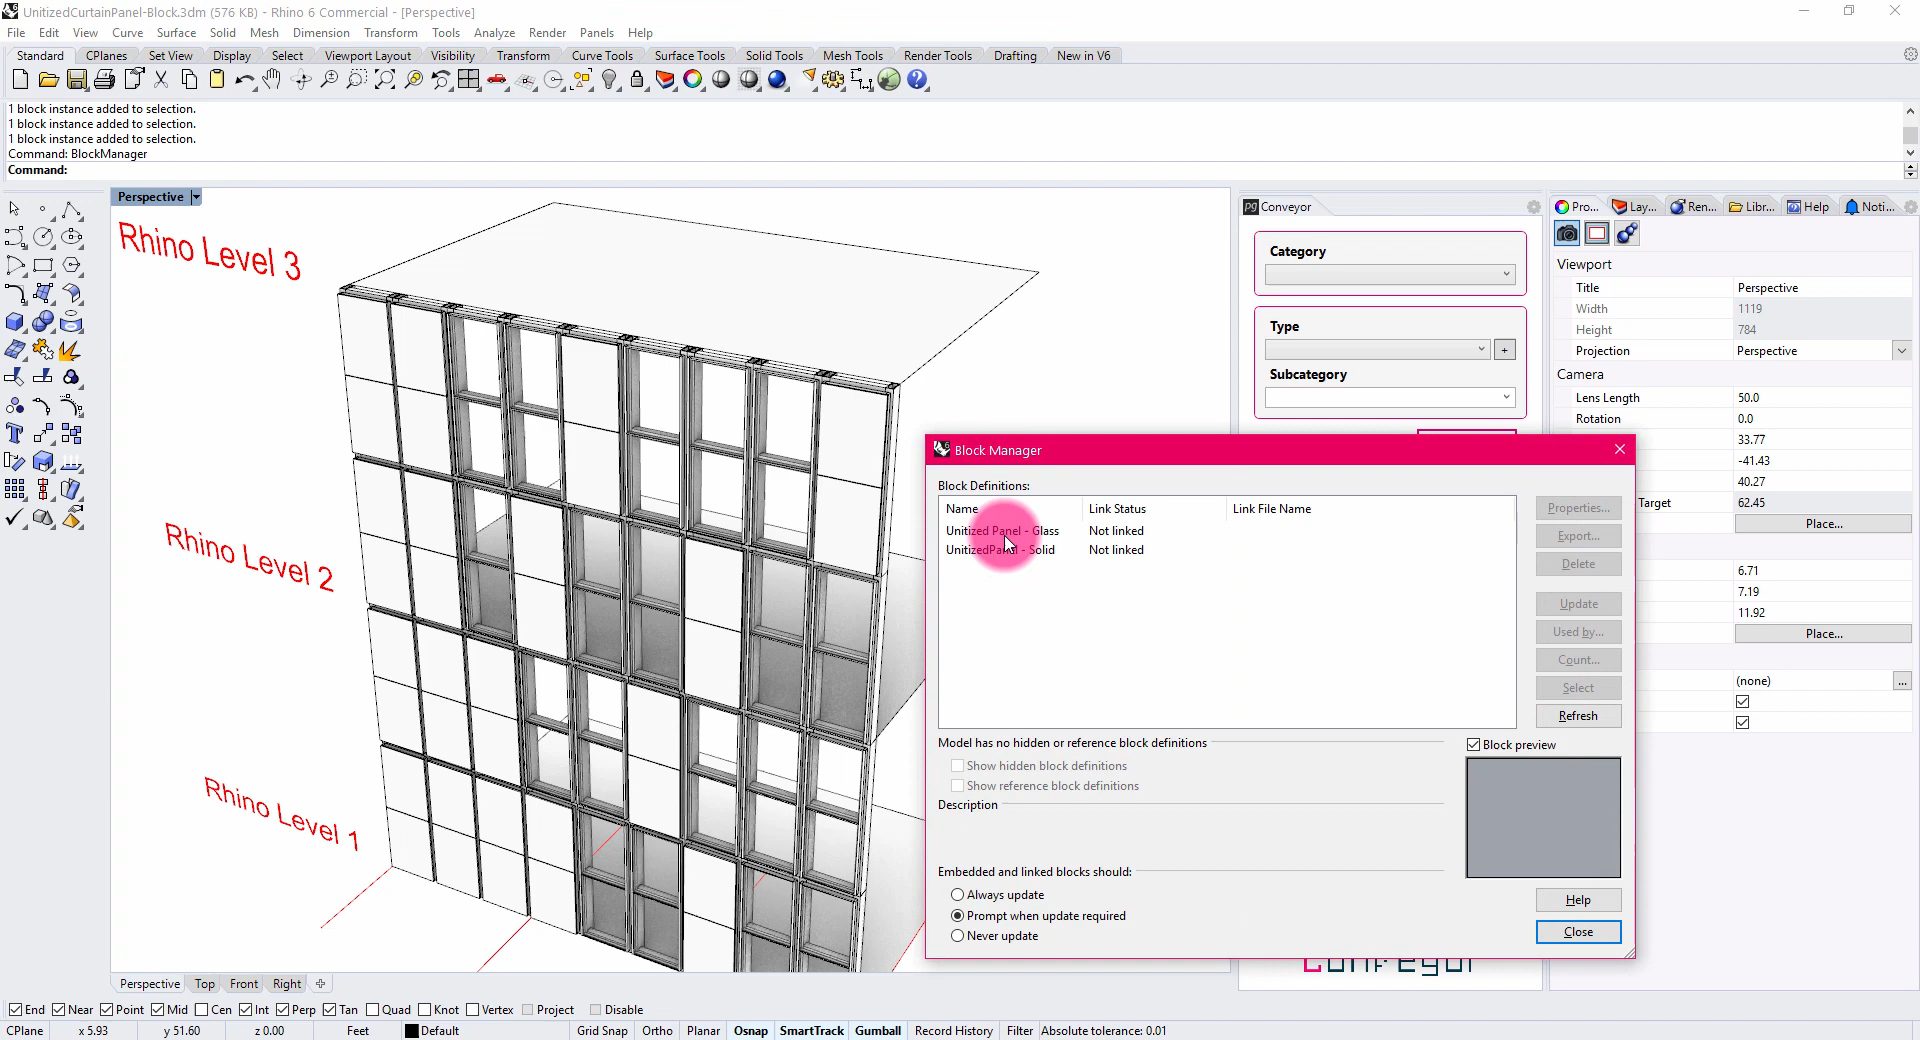 UnitizedCurtainPanel-Block.3dm (576 KB) - Rhino 6 Commercial - [Perspective]
File Edit View Curve Surface Solid Mesh Dimension Transform Tools Analyze Render Panels Help
Standard CPlanes Set View Display Select Viewport Layout Visibility Transform Curve Tools Surface Tools Solid Tools Mesh Tools Render Tools Drafting New in V6
1 block instance added to selection.
1 block instance added to selection.
1 block instance added to selection.
Command: BlockManager
Command:
Perspective
Rhino Level 3
Rhino Level 2
Rhino Level 1
pg Conveyor
Category
Type
+
Subcategory
Pro... Lay... Ren... Libr... Help Noti...
Viewport
Title Perspective
Width 1119
Height 784
Projection Perspective
Camera
Lens Length 50.0
Rotation 0.0
33.77
-41.43
40.27
Target 62.45
Place...
6.71
7.19
11.92
Place...
(none) ...
Block Manager
Block Definitions:
Name Link Status Link File Name
Unitized Panel - Glass Not linked
UnitizedPanel - Solid Not linked
Properties...
Export...
Delete
Update
Used by...
Count...
Select
Refresh
Model has no hidden or reference block definitions
Show hidden block definitions
Show reference block definitions
Description
Block preview
Embedded and linked blocks should:
Always update
Prompt when update required
Never update
Help
Close
Perspective Top Front Right
End Near Point Mid Cen Int Perp Tan Quad Knot Vertex Project Disable
CPlane x 5.93 y 51.60 z 0.00 Feet Default Grid Snap Ortho Planar Osnap SmartTrack Gumball Record History Filter Absolute tolerance: 0.01